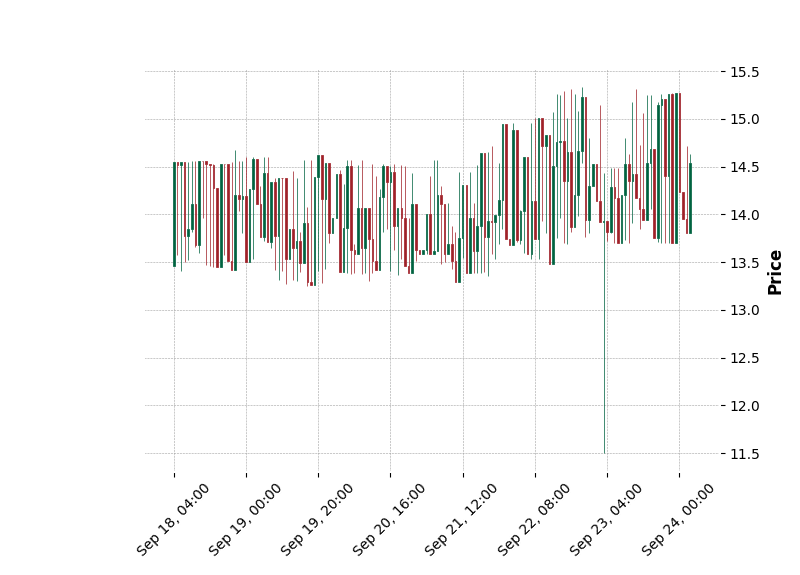 15.5
15.0
14.5
14.0
13.5
13.0
12.5
12.0
11.5
Price
Sep 18, 04:00
Sep 19, 00:00
Sep 19, 20:00
Sep 20, 16:00
Sep 21, 12:00
Sep 22, 08:00
Sep 23, 04:00
Sep 24, 00:00